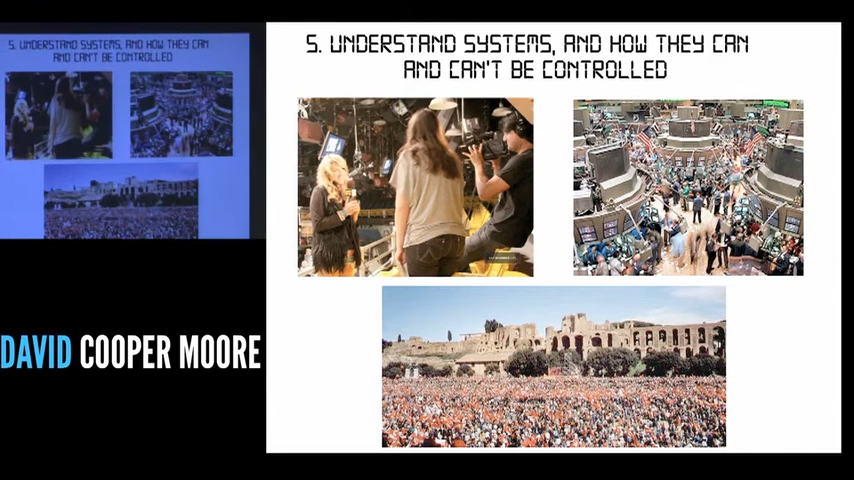 5. UNDERSTAND SYSTEMS, AND HOW THEY CAN
AND CAN'T BE CONTROLLED
5. UNDERSTAND SYSTEMS, AND HOW THEY CAN
AND CAN'T BE CONTROLLED
DAVID COOPER MOORE